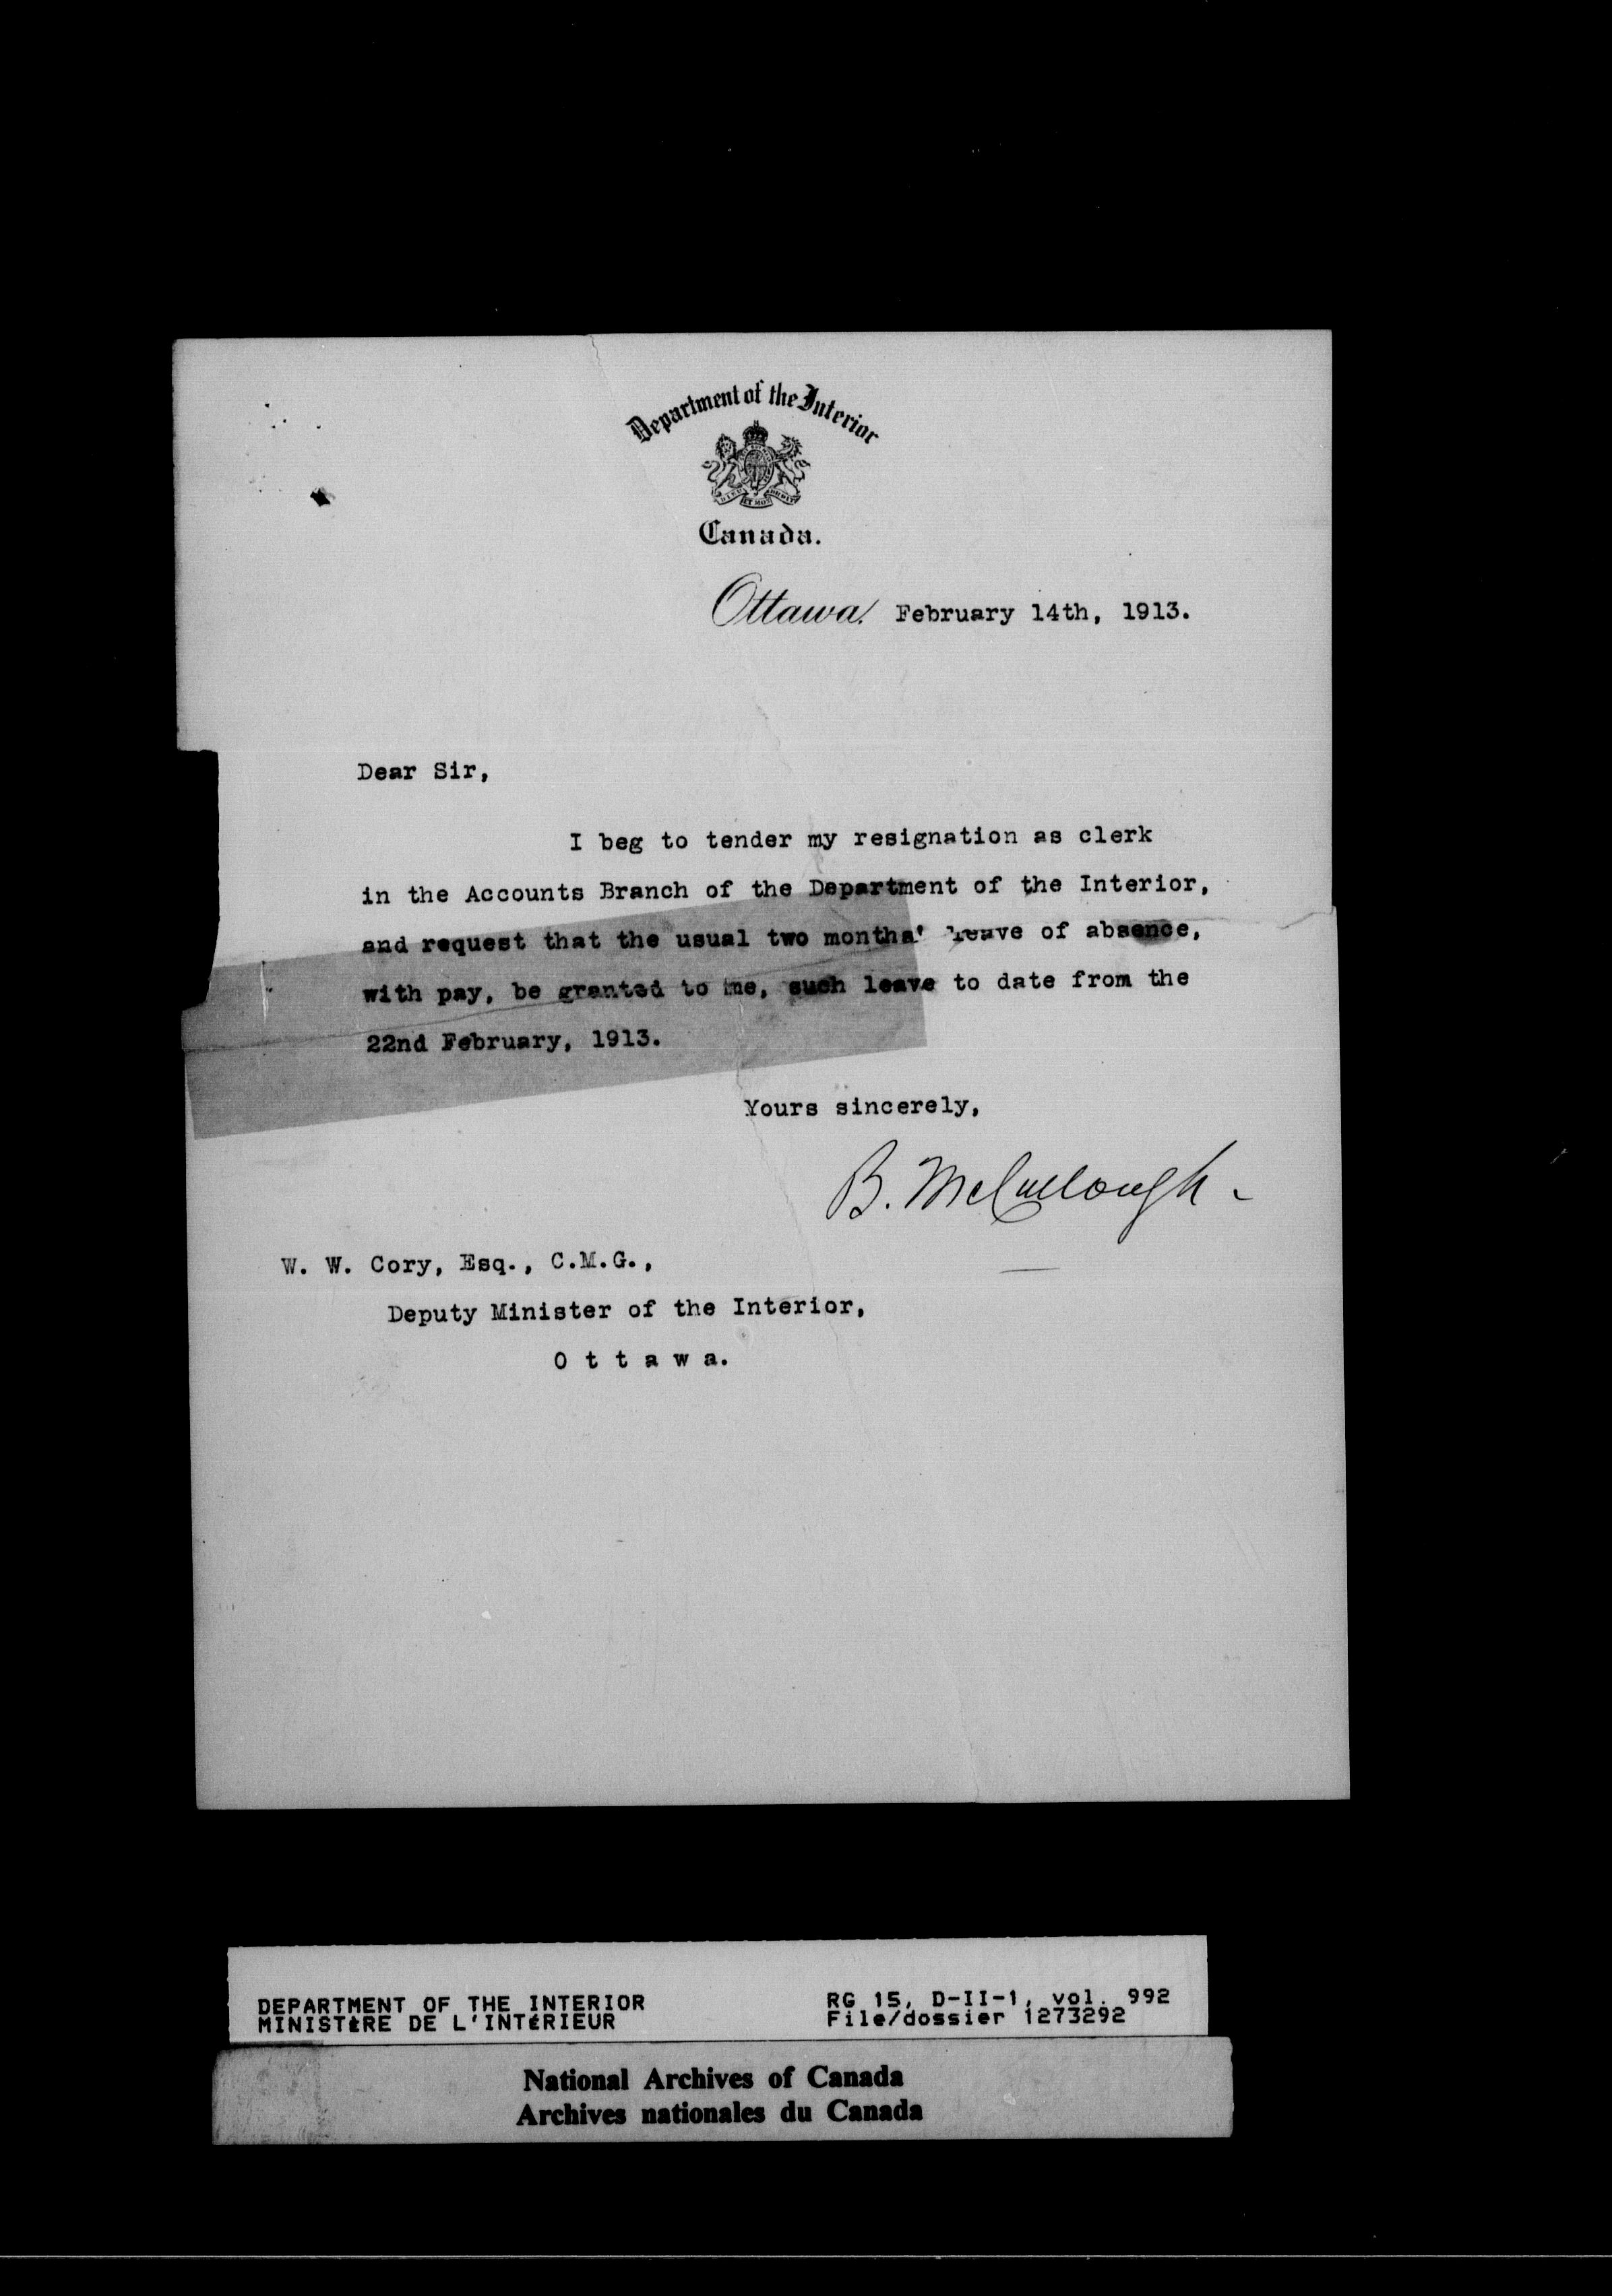 Department of the Interior
DIEU ET MON DROIT
Canada.
Ottawa, February 14th, 1913.
Dear Sir,
I beg to tender my resignation as clerk
in the Accounts Branch of the Department of the Interior,
and request that the usual two months' leave of absence,
with pay, be granted to me, such leave to date from the
22nd February, 1913.
Yours sincerely,
B. McCullough
W. W. Cory, Esq., C.M.G.,
Deputy Minister of the Interior,
O t t a w a.
DEPARTMENT OF THE INTERIOR
MINISTÈRE DE L'INTÉRIEUR
RG 15, D-II-1, vol. 992
File/dossier 1273292
National Archives of Canada
Archives nationales du Canada